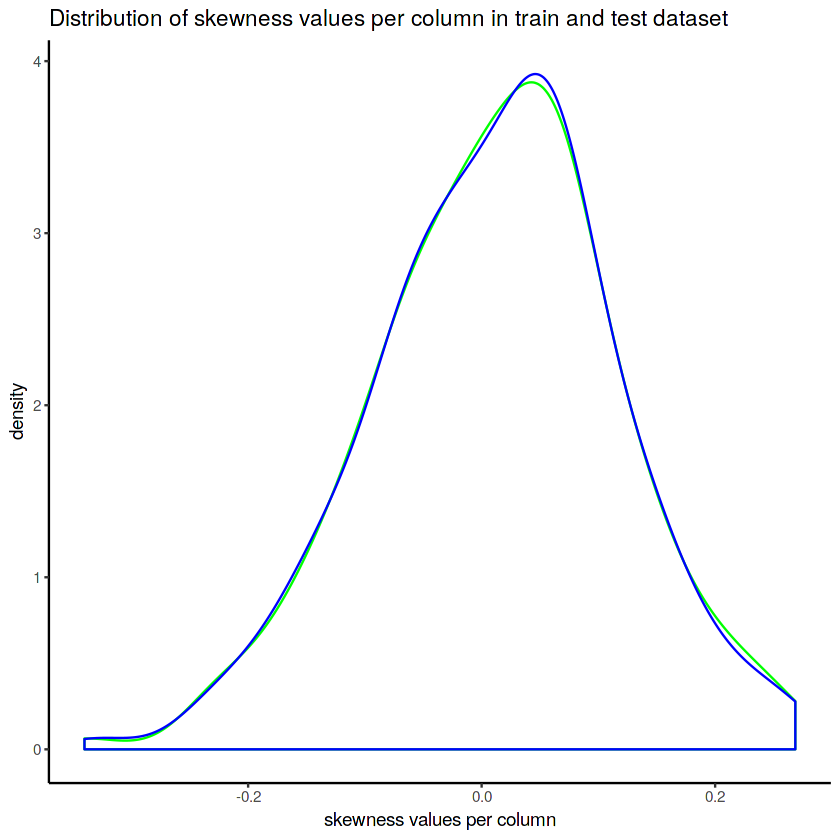 Distribution of skewness values per column in train and test dataset
4
3
2
1
0
density
-0.2 0.0 0.2
skewness values per column